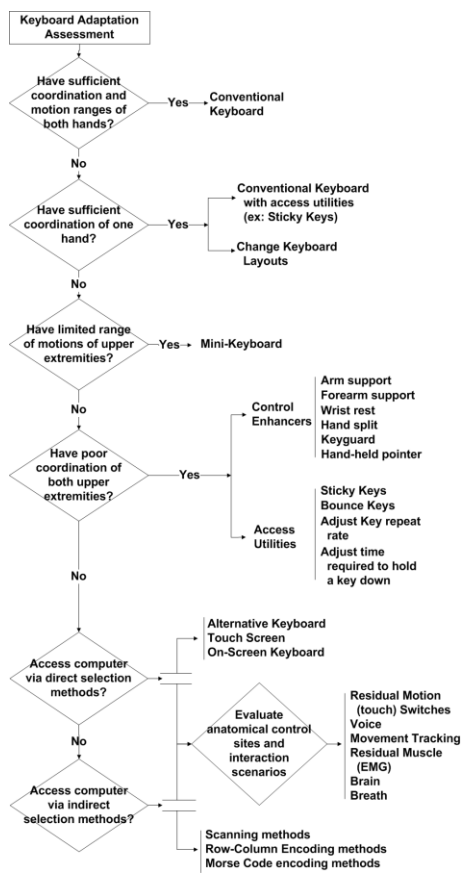 Keyboard Adaptation
Assessment
Have sufficient
coordination and
motion ranges of
both hands?
Yes
Conventional
Keyboard
No
Have sufficient
coordination of one
hand?
Yes
Conventional Keyboard
with access utilities
(ex: Sticky Keys)
Change Keyboard
Layouts
No
Have limited range
of motions of upper
extremities?
Yes
Mini-Keyboard
No
Have poor
coordination of
both upper
extremities?
Yes
Control
Enhancers
Arm support
Forearm support
Wrist rest
Hand split
Keyguard
Hand-held pointer
Access
Utilities
Sticky Keys
Bounce Keys
Adjust Key repeat
rate
Adjust time
required to hold
a key down
No
Access computer
via direct selection
methods?
Alternative Keyboard
Touch Screen
On-Screen Keyboard
Evaluate
anatomical control
sites and
interaction
scenarios
Residual Motion
(touch) Switches
Voice
Movement Tracking
Residual Muscle
(EMG)
Brain
Breath
No
Access computer
via indirect
selection methods?
Scanning methods
Row-Column Encoding methods
Morse Code encoding methods